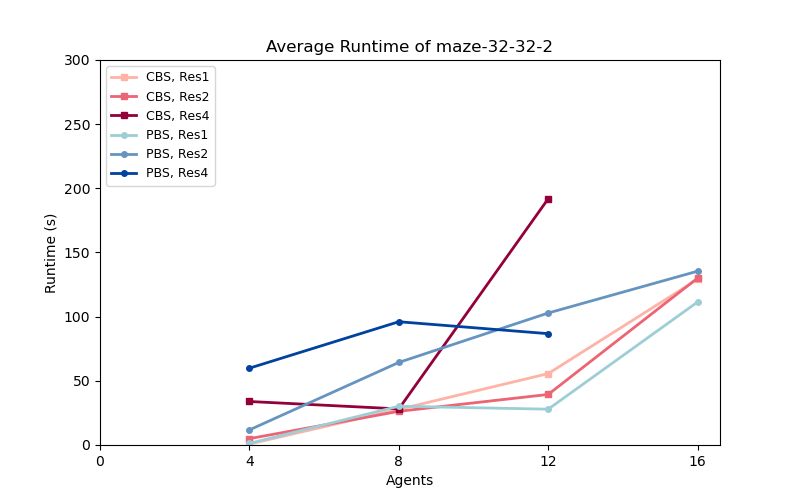 Average Runtime of maze-32-32-2
300
250
200
150
100
50
0
Runtime (s)
CBS, Res1
CBS, Res2
CBS, Res4
PBS, Res1
PBS, Res2
PBS, Res4
0 4 8 12 16
Agents